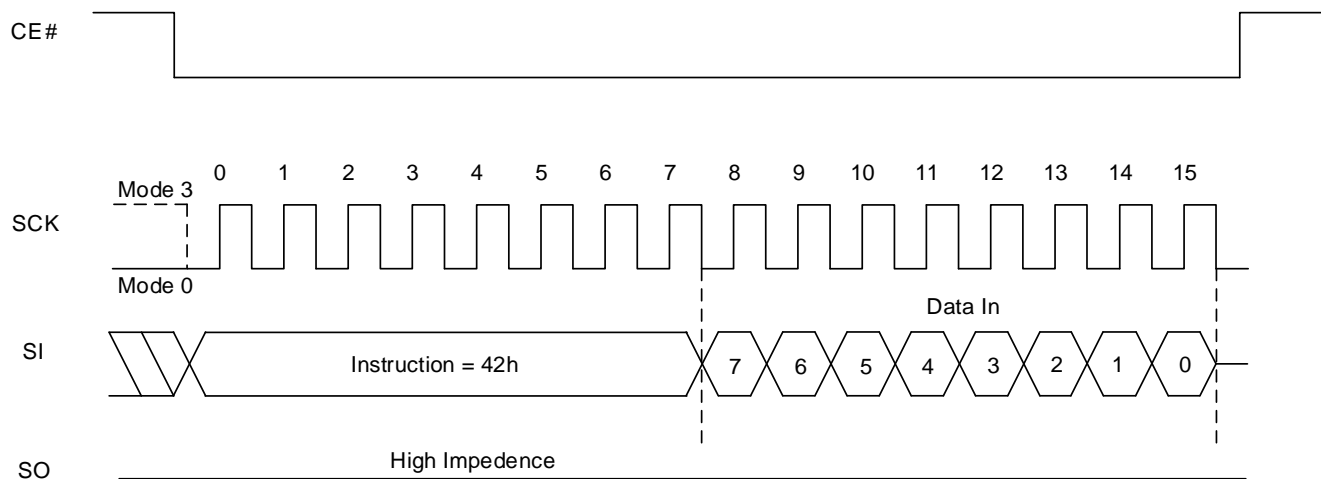 CE#
0 1 2 3 4 5 6 7 8 9 10 11 12 13 14 15
Mode 3
SCK
Mode 0
Data In
SI
Instruction = 42h
7 6 5 4 3 2 1 0
High Impedence
SO